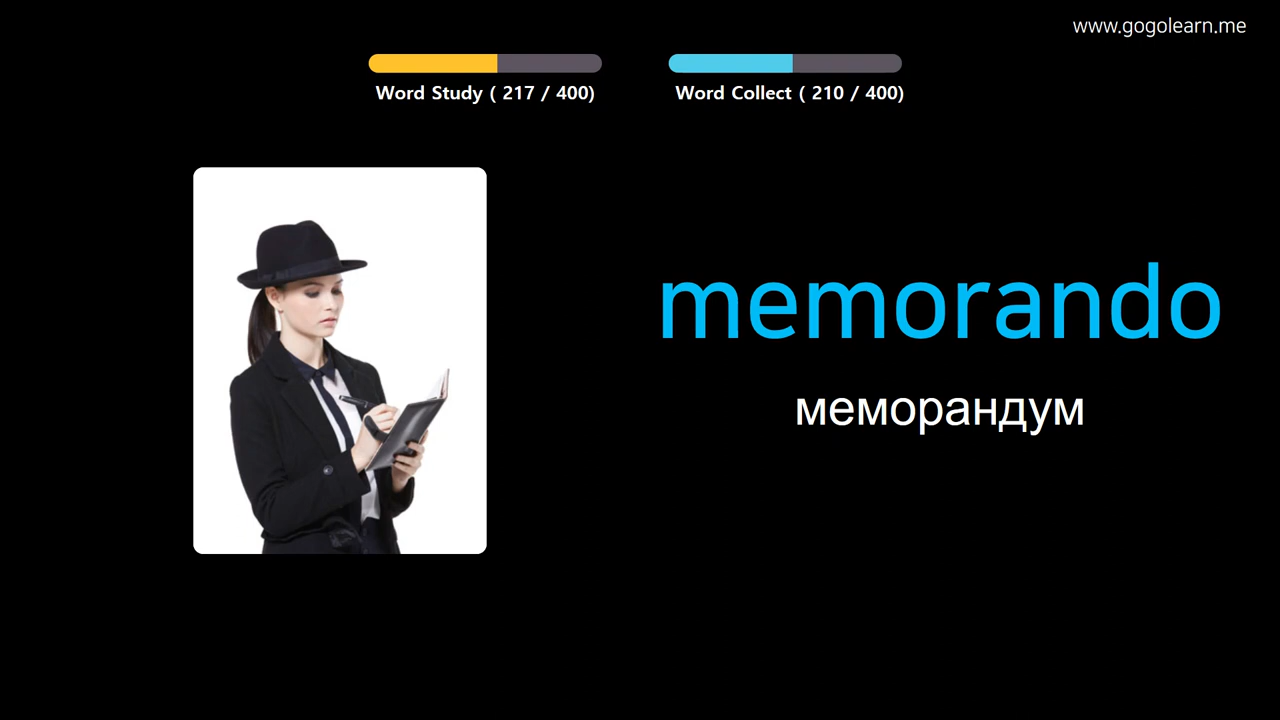 www.gogolearn.me
Word Study ( 217 / 400)
Word Collect ( 210 / 400)
memorando
меморандум